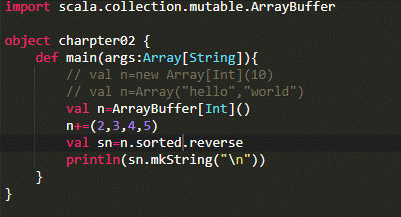 import scala.collection.mutable.ArrayBuffer
object charpter02 {
def main(args:Array[String]){
// val n=new Array[Int](10)
// val n=Array("hello","world")
val n=ArrayBuffer[Int]()
n+=(2,3,4,5)
val sn=n.sorted.reverse
println(sn.mkString("\n"))
}
}